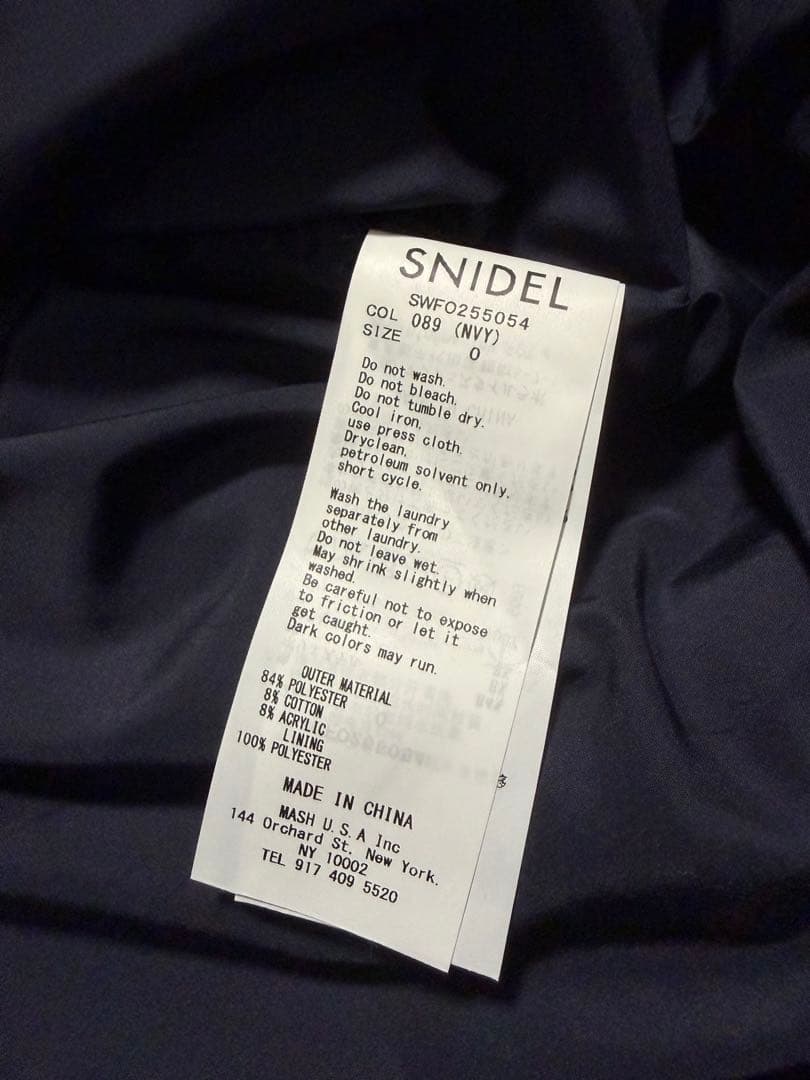 SNIDEL
SWFO255054
COL 089 (NVY)
SIZE 0
Do not wash.
Do not bleach.
Do not tumble dry.
Cool iron,
use press cloth.
Dryclean,
petroleum solvent only,
short cycle.
Wash the laundry
separately from
other laundry.
Do not leave wet.
May shrink slightly when
washed.
Be careful not to expose
to friction or let it
get caught.
Dark colors may run.
OUTER MATERIAL
84% POLYESTER
8% COTTON
8% ACRYLIC
LINING
100% POLYESTER
MADE IN CHINA
MASH U.S.A Inc
144 Orchard St, New York.
NY 10002
TEL 917 409 5520